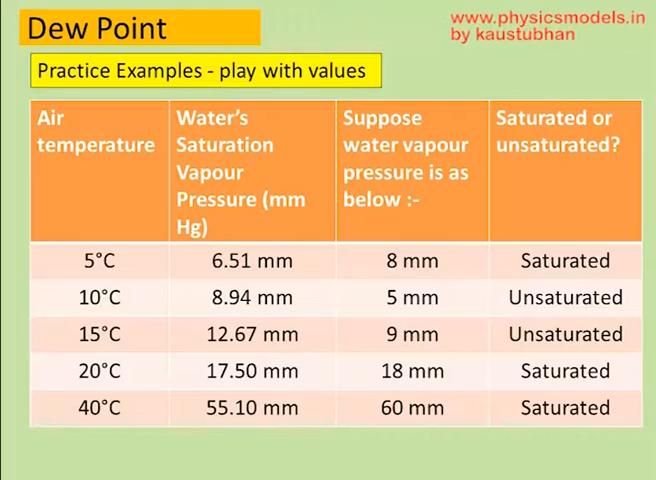 Dew Point
www.physicsmodels.in
by kaustubhan
Practice Examples - play with values
Air temperature | Water's Saturation Vapour Pressure (mm Hg) | Suppose water vapour pressure is as below :- | Saturated or unsaturated?
5°C | 6.51 mm | 8 mm | Saturated
10°C | 8.94 mm | 5 mm | Unsaturated
15°C | 12.67 mm | 9 mm | Unsaturated
20°C | 17.50 mm | 18 mm | Saturated
40°C | 55.10 mm | 60 mm | Saturated